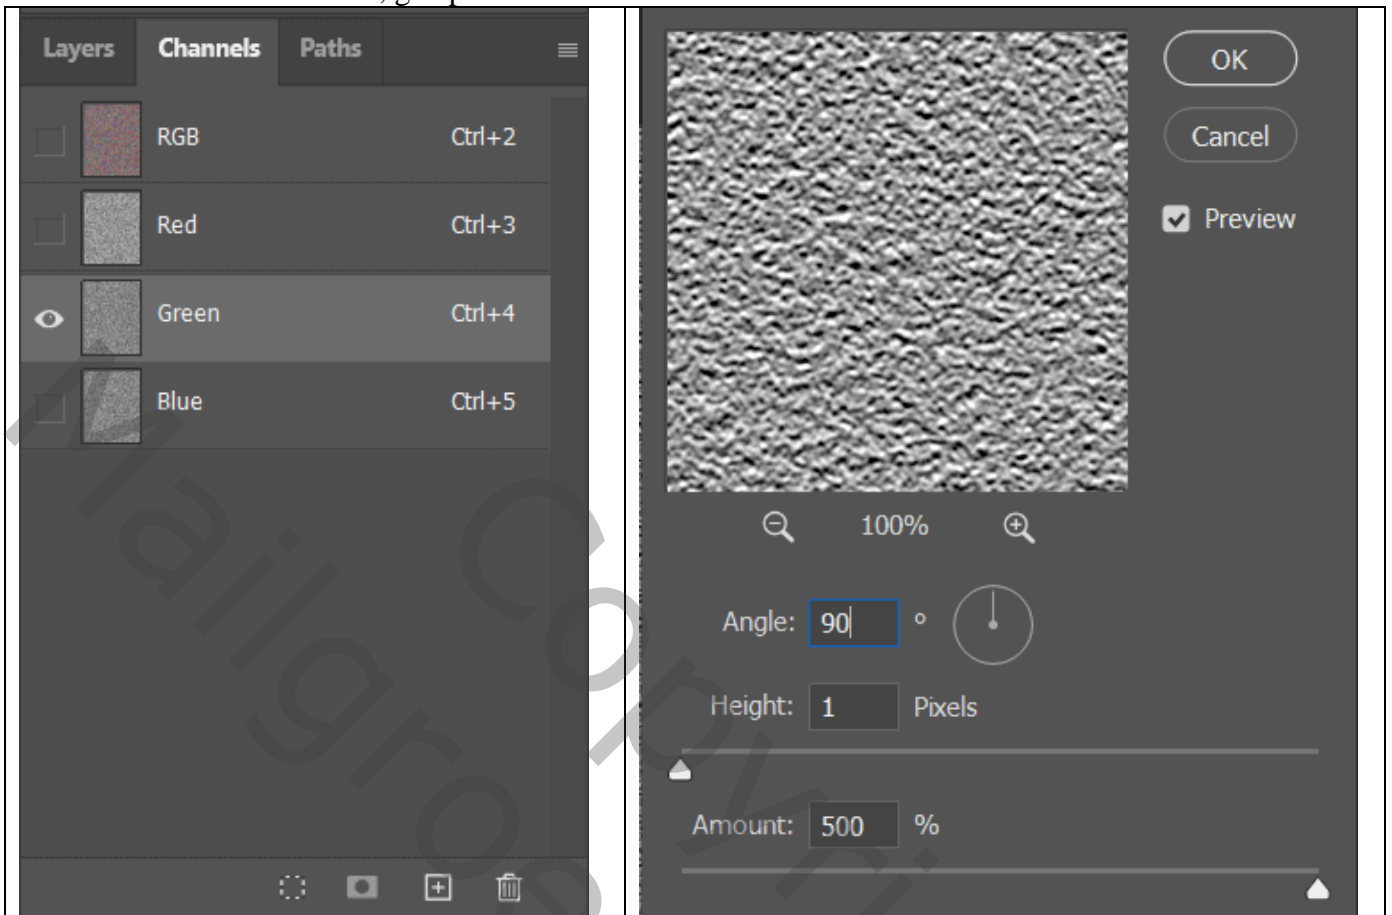 Layers Channels Paths
RGB Ctrl+2
Red Ctrl+3
Green Ctrl+4
Blue Ctrl+5
OK
Cancel
Preview
100%
Angle: 90 °
Height: 1 Pixels
Amount: 500 %